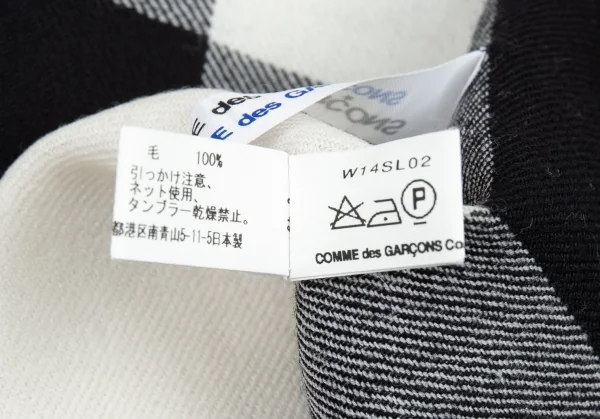 de
E des GARÇ
毛 100%
引っかけ注意、
ネット使用、
タンブラー乾燥禁止。
都港区南青山5-11-5日本製
W14SL02
P
COMME des GARÇONS Co